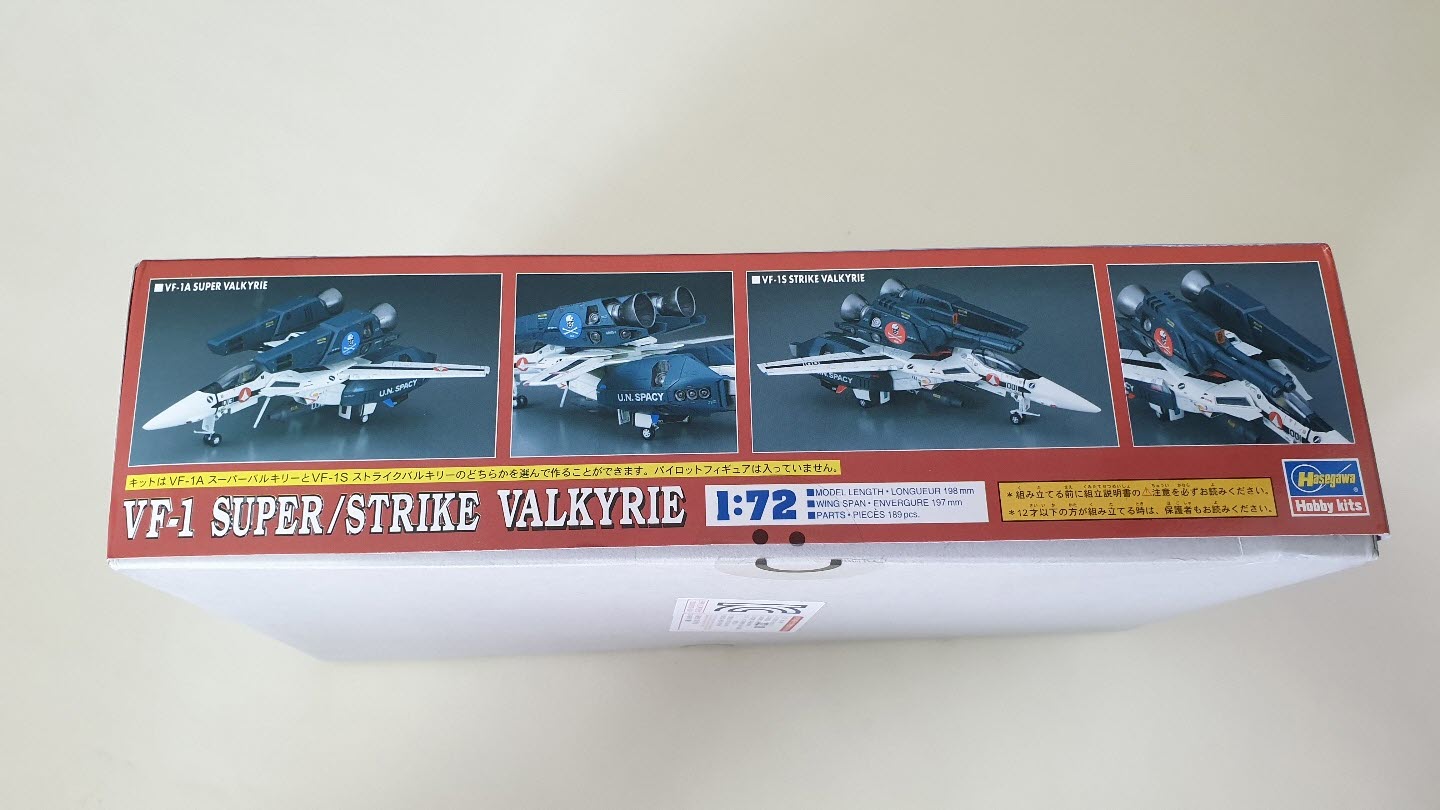 ■VF-1A SUPER VALKYRIE
U.N. SPACY
U.N. SPACY
■VF-1S STRIKE VALKYRIE
SPACY
001
001
キットは VF-1A スーパーバルキリーとVF-1S ストライクバルキリーのどちらかを選んで作ることができます。パイロットフィギュアは入っていません。
VF-1 SUPER/STRIKE VALKYRIE
1:72
■MODEL LENGTH・LONGUEUR 198 mm
■WING SPAN・ENVERGURE 197 mm
■PARTS・PIECES 189 pcs.
＊組み立てる前に組立説明書の⚠注意を必ずお読みください。
＊12才以下の方が組み立てる時は、保護者もお読みください。
Hasegawa
Hobby kits